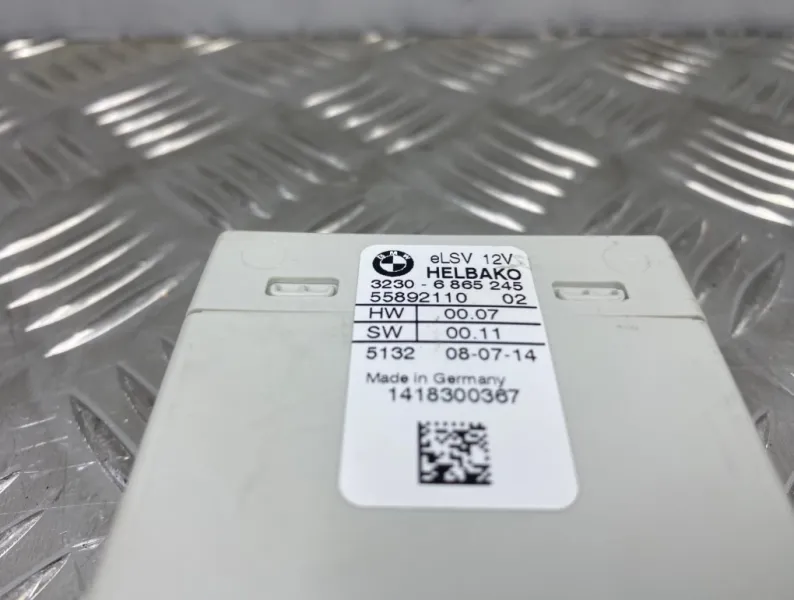 BMW
eLSV 12V
HELBAKO
3230 - 6 865 245
55892110 02
HW 00.07
SW 00.11
5132 08-07-14
Made in Germany
1418300367